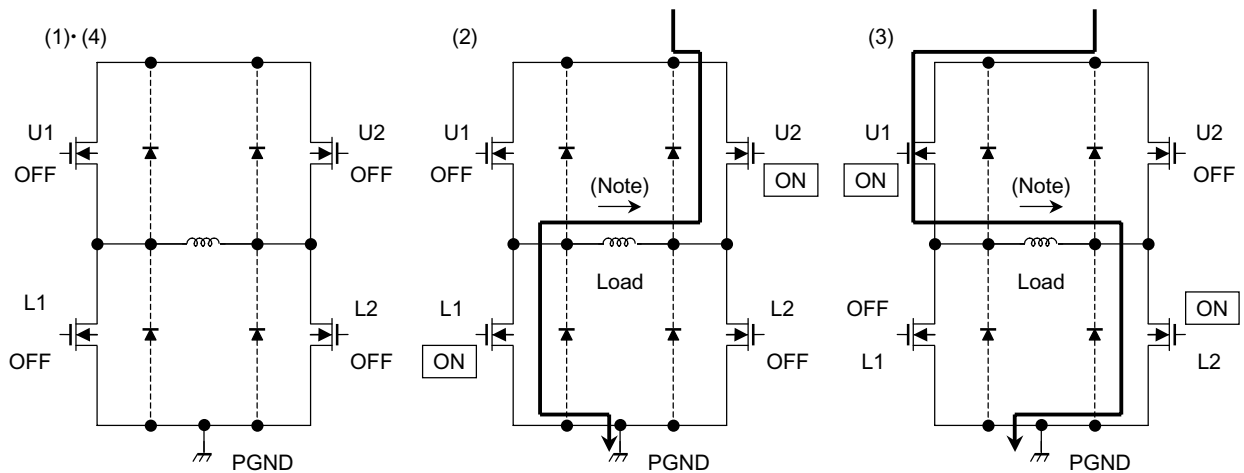 (1)・(4)
U1
OFF
U2
OFF
L1
OFF
L2
OFF
PGND
(2)
U1
OFF
U2
ON
(Note)
Load
L1
ON
L2
OFF
PGND
(3)
U1
ON
U2
OFF
(Note)
Load
OFF
L1
ON
L2
PGND